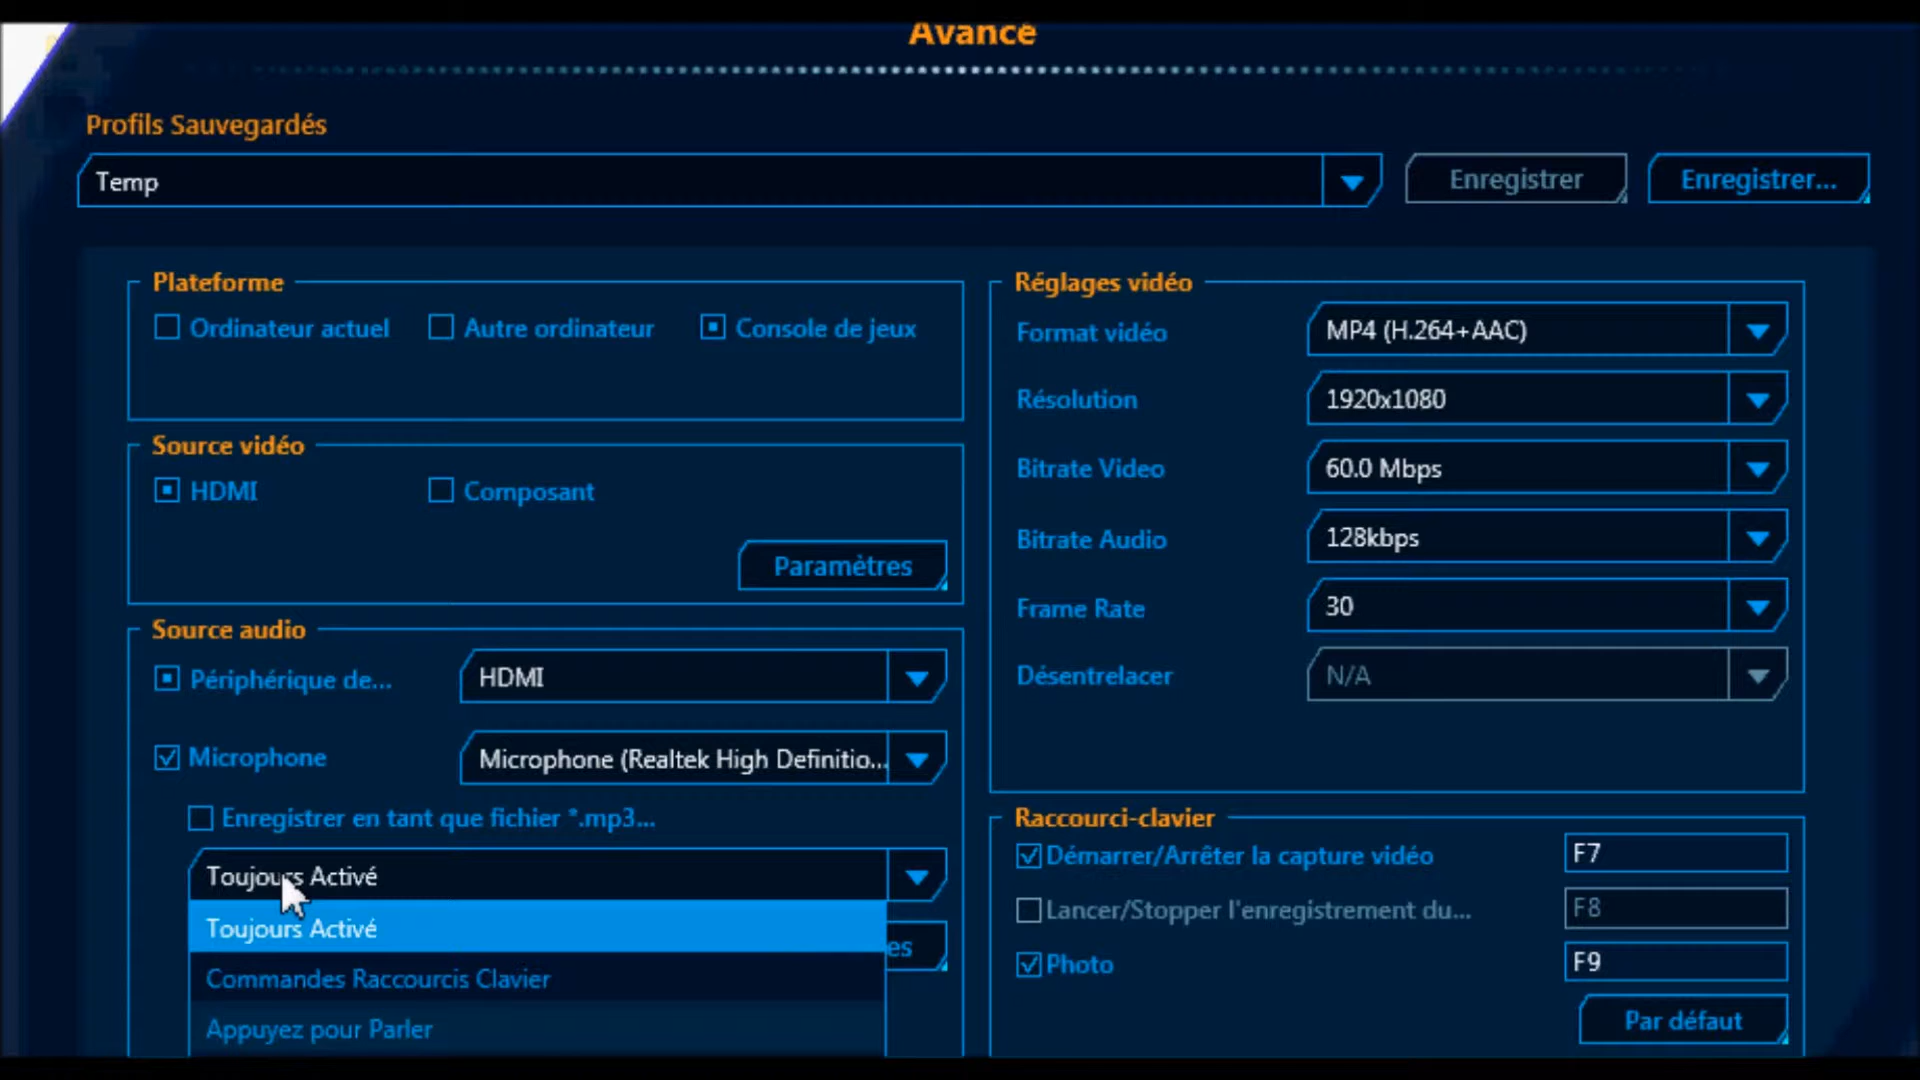 Avancé
Profils Sauvegardés
Temp
Enregistrer
Enregistrer...
Plateforme
Ordinateur actuel
Autre ordinateur
Console de jeux
Source vidéo
HDMI
Composant
Paramètres
Source audio
Périphérique de...
HDMI
Microphone
Microphone (Realtek High Definitio...
Enregistrer en tant que fichier *.mp3...
Toujours Activé
Toujours Activé
es
Commandes Raccourcis Clavier
Appuyez pour Parler
Réglages vidéo
Format vidéo
MP4 (H.264+AAC)
Résolution
1920x1080
Bitrate Video
60.0 Mbps
Bitrate Audio
128kbps
Frame Rate
30
Désentrelacer
N/A
Raccourci-clavier
Démarrer/Arrêter la capture vidéo
F7
Lancer/Stopper l'enregistrement du...
F8
Photo
F9
Par défaut